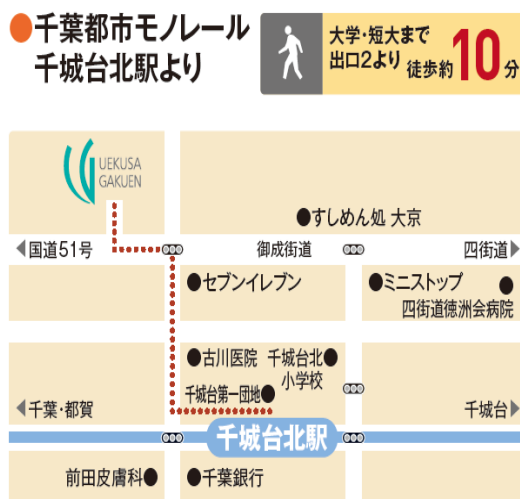 ●千葉都市モノレール
千城台北駅より
大学・短大まで
出口2より 徒歩約10分
UEKUSA
GAKUEN
●すしめん処 大京
◀国道51号
御成街道
四街道▶
●セブンイレブン
●ミニストップ
四街道徳洲会病院
●古川医院
千城台北●
小学校
千城台第一団地●
◀千葉・都賀
千城台▶
千城台北駅
前田皮膚科●
●千葉銀行